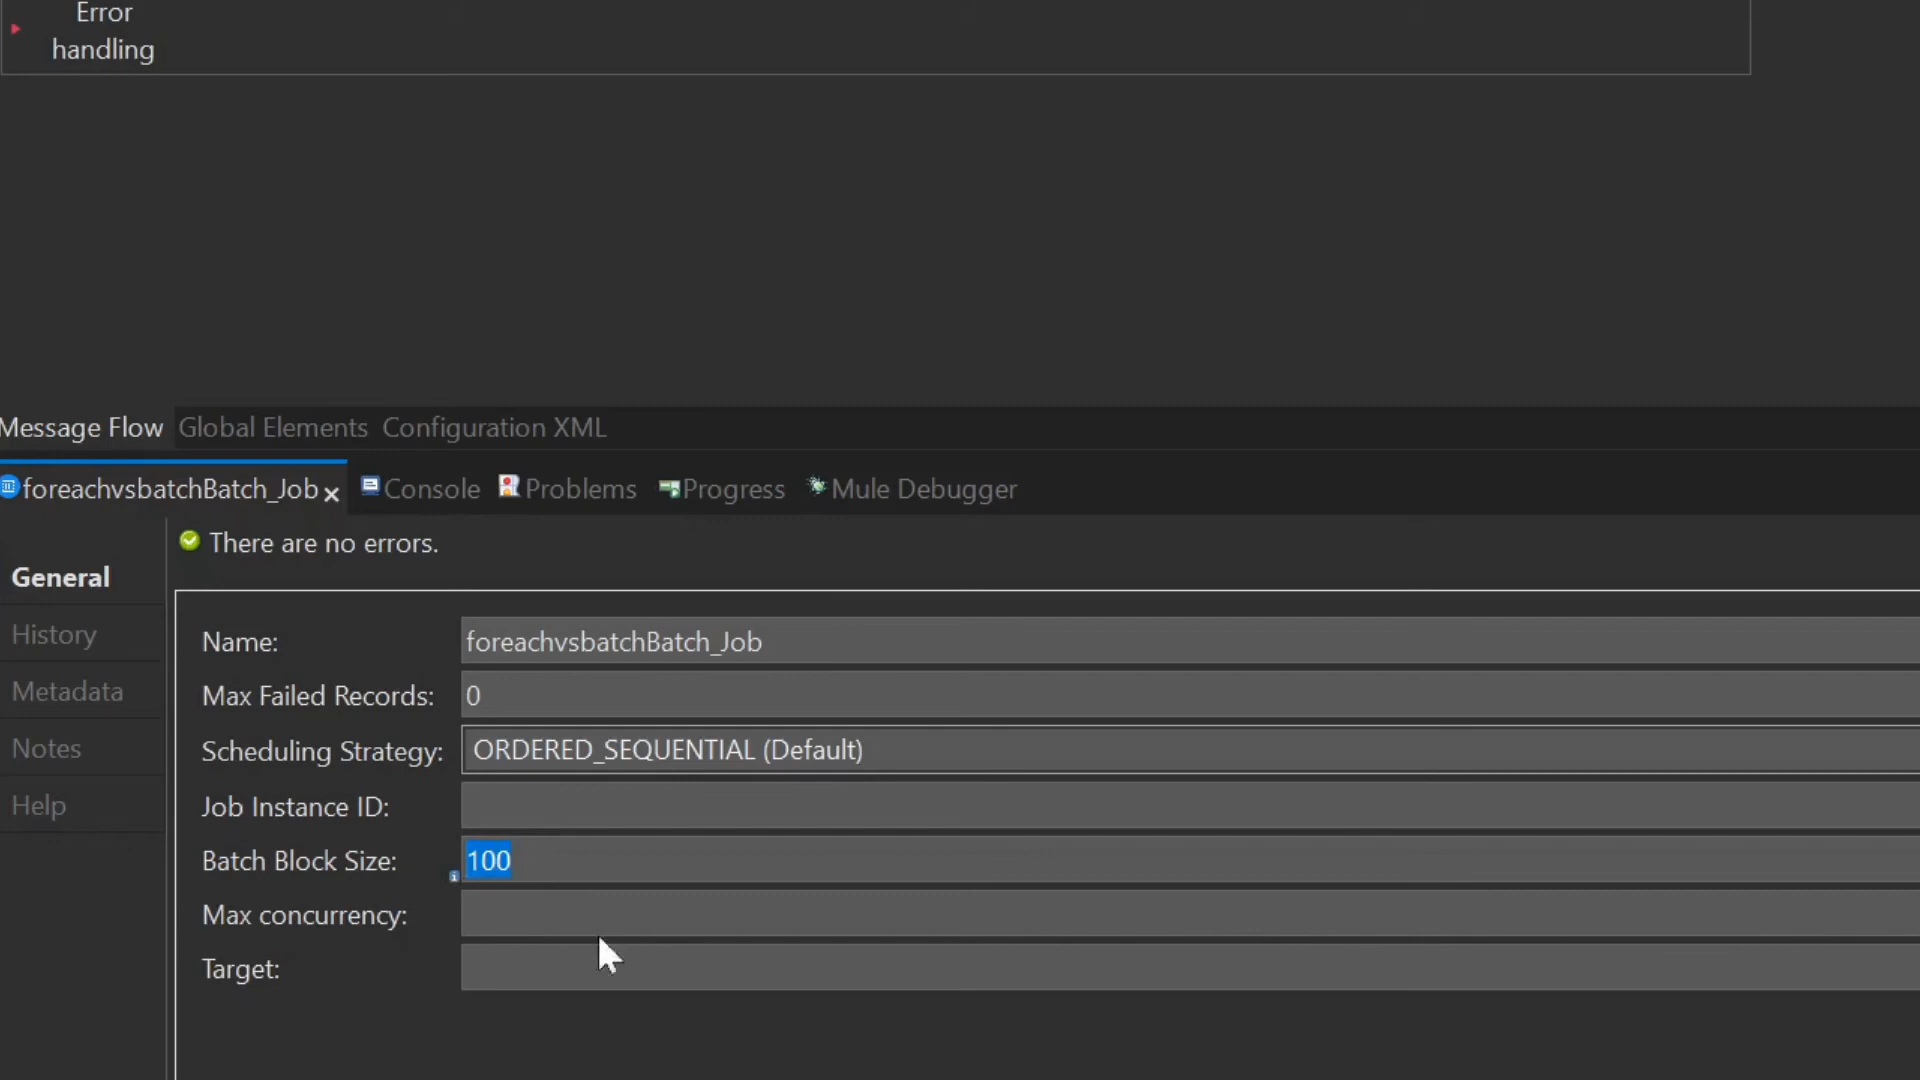 Error
handling
Message Flow Global Elements Configuration XML
foreachvsbatchBatch_Job Console Problems Progress Mule Debugger
There are no errors.
General
History
Metadata
Notes
Help
Name: foreachvsbatchBatch_Job
Max Failed Records: 0
Scheduling Strategy: ORDERED_SEQUENTIAL (Default)
Job Instance ID:
Batch Block Size: 100
Max concurrency:
Target: